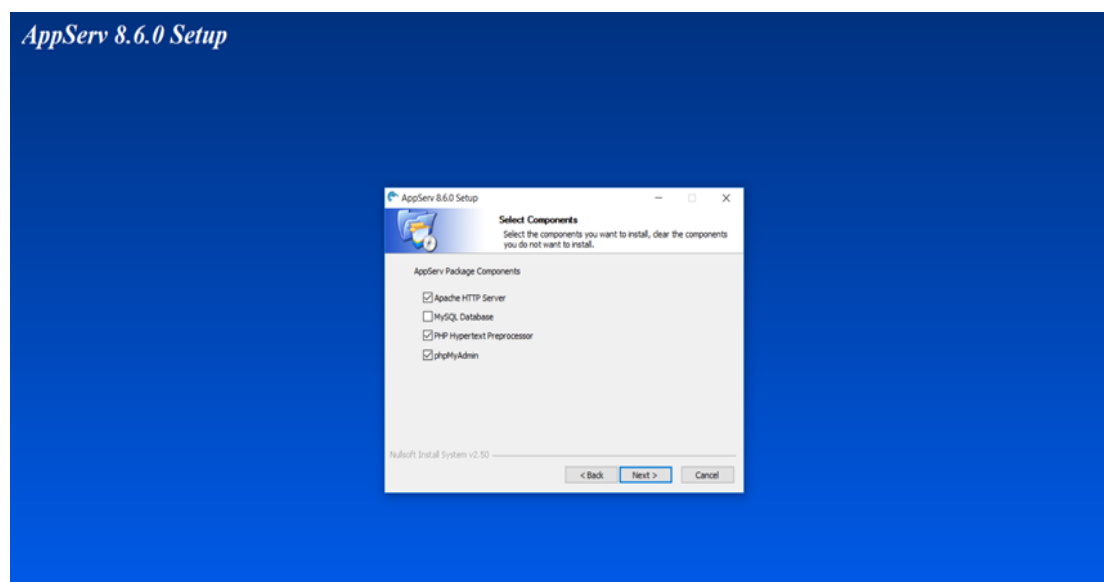 AppServ 8.6.0 Setup
AppServ 8.6.0 Setup
Select Components
Select the components you want to install, clear the components
you do not want to install.
AppServ Package Components
Apache HTTP Server
MySQL Database
PHP Hypertext Preprocessor
phpMyAdmin
Nullsoft Install System v2.50
< Back Next > Cancel